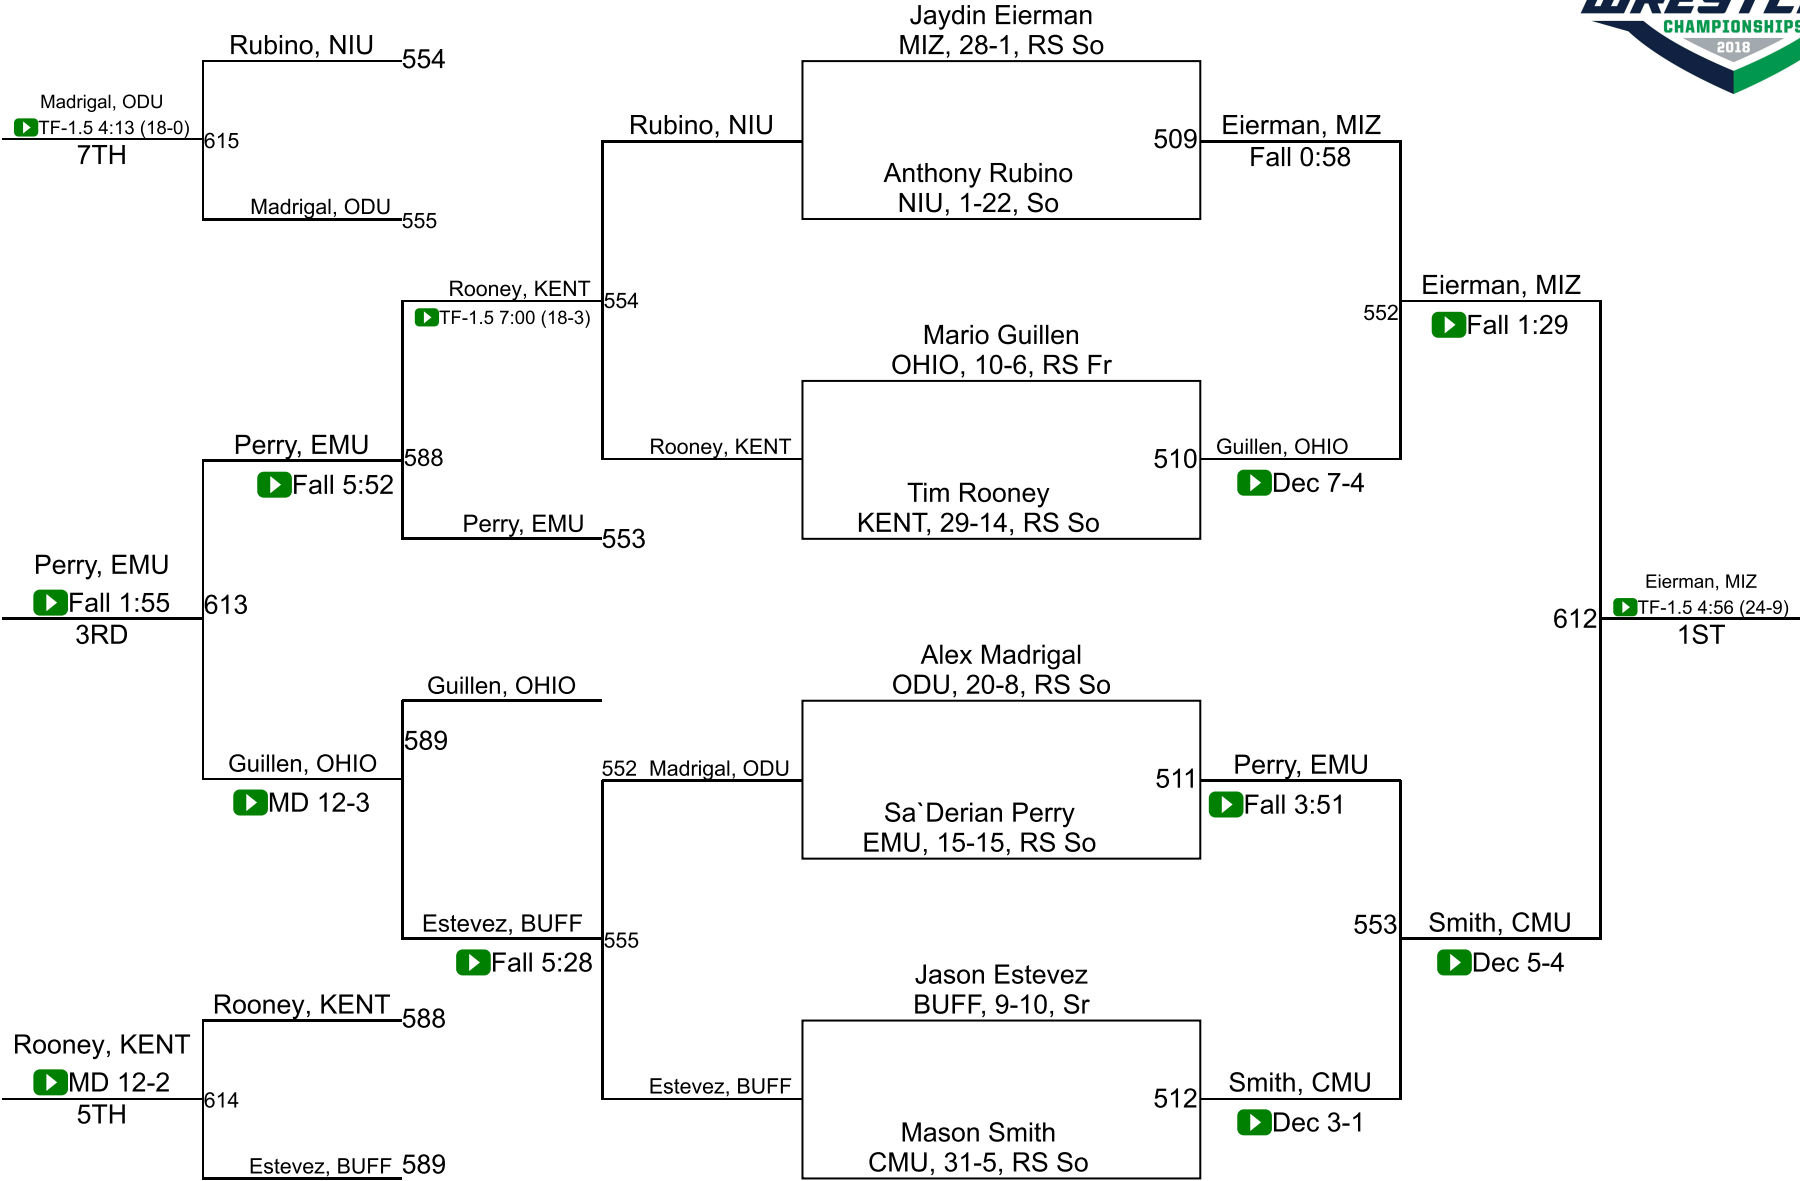 WRESTLI
CHAMPIONSHIPS
2018
Rubino, NIU
554
Madrigal, ODU
TF-1.5 4:13 (18-0)
7TH
615
Madrigal, ODU
555
Jaydin Eierman
MIZ, 28-1, RS So
Rubino, NIU
509
Eierman, MIZ
Fall 0:58
Anthony Rubino
NIU, 1-22, So
Rooney, KENT
TF-1.5 7:00 (18-3)
554
552
Eierman, MIZ
Fall 1:29
Mario Guillen
OHIO, 10-6, RS Fr
Perry, EMU
Fall 5:52
588
Rooney, KENT
510
Guillen, OHIO
Dec 7-4
Tim Rooney
KENT, 29-14, RS So
Perry, EMU
553
Perry, EMU
Fall 1:55
3RD
613
612
Eierman, MIZ
TF-1.5 4:56 (24-9)
1ST
Guillen, OHIO
589
Guillen, OHIO
MD 12-3
Alex Madrigal
ODU, 20-8, RS So
552 Madrigal, ODU
511
Perry, EMU
Fall 3:51
Sa`Derian Perry
EMU, 15-15, RS So
Estevez, BUFF
Fall 5:28
555
553
Smith, CMU
Dec 5-4
Jason Estevez
BUFF, 9-10, Sr
Rooney, KENT
588
Rooney, KENT
MD 12-2
5TH
614
Estevez, BUFF
512
Smith, CMU
Dec 3-1
Mason Smith
CMU, 31-5, RS So
Estevez, BUFF
589